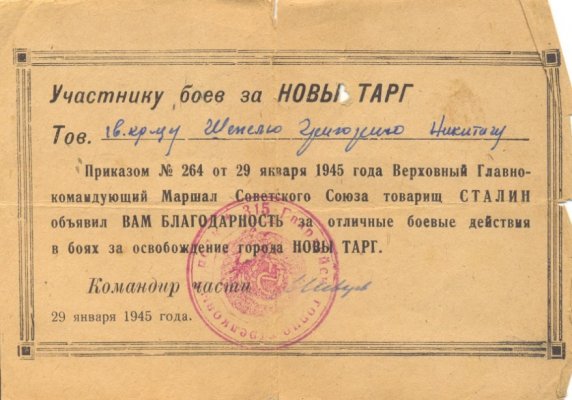 Участнику боев за НОВЫ ТАРГ
Тов. гв. кр-цу Шепелю Григорию Никитичу
Приказом № 264 от 29 января 1945 года Верховный Главно-
командующий Маршал Советского Союза товарищ СТАЛИН
объявил ВАМ БЛАГОДАРНОСТЬ за отличные боевые действия
в боях за освобождение города НОВЫ ТАРГ.
Командир части
29 января 1945 года.
315